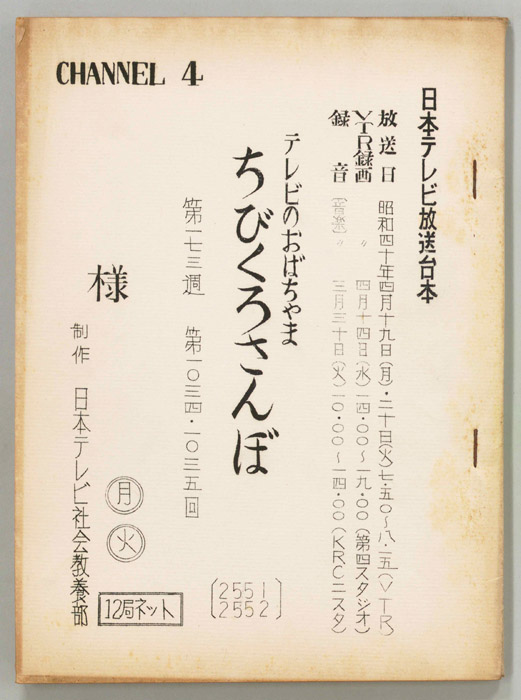 CHANNEL 4
日本テレビ放送台本
放送日 昭和四十年四月十九日(月)・二十日(火)七・五〇〜八・一五(VTR)
VTR録画 〃 四月十四日(水)一四・〇〇〜一九・〇〇(第四スタジオ)
録音(音楽) 〃 三月三十日(火)一〇・〇〇〜一四・〇〇(KRC二スタ)
テレビのおばちゃま
ちびくろさんぼ
第一七三週 第一〇三四・一〇三五回
様
制作 日本テレビ社会教養部
月
火
12局ネット
[2551
2552]